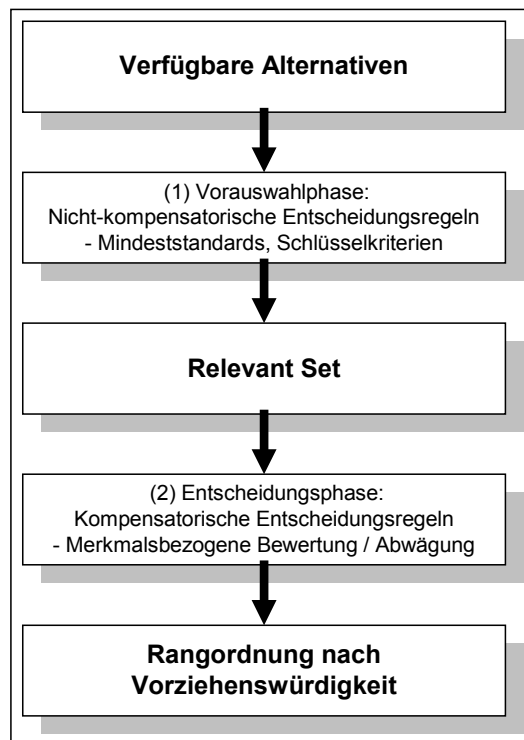 Verfügbare Alternativen
(1) Vorauswahlphase:
Nicht-kompensatorische Entscheidungsregeln
- Mindeststandards, Schlüsselkriterien
Relevant Set
(2) Entscheidungsphase:
Kompensatorische Entscheidungsregeln
- Merkmalsbezogene Bewertung / Abwägung
Rangordnung nach
Vorziehenswürdigkeit